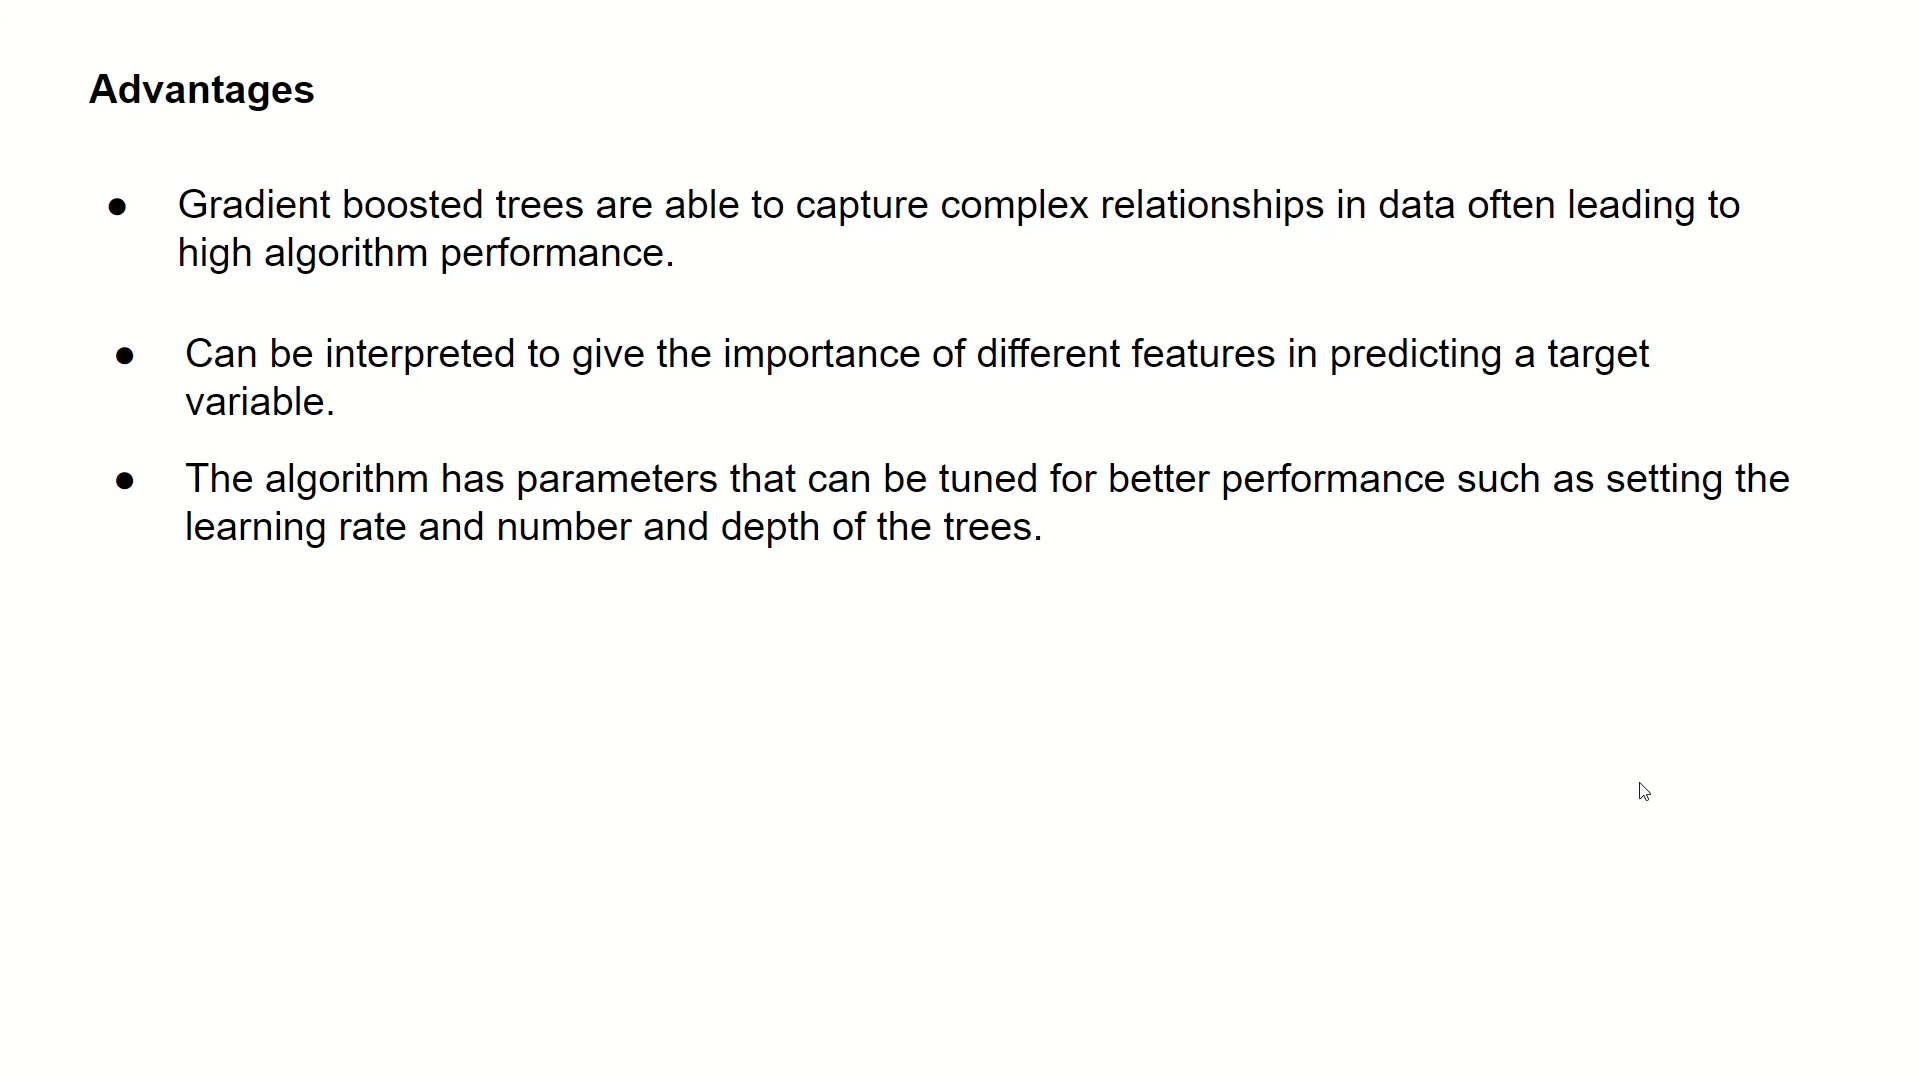 Advantages
● Gradient boosted trees are able to capture complex relationships in data often leading to
high algorithm performance.
● Can be interpreted to give the importance of different features in predicting a target
variable.
● The algorithm has parameters that can be tuned for better performance such as setting the
learning rate and number and depth of the trees.